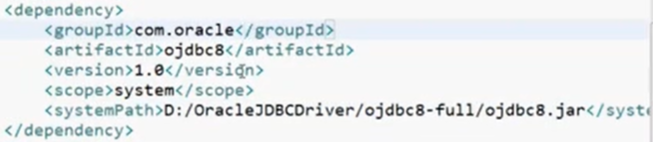 <dependency>
<groupId>com.oracle</groupId>
<artifactId>ojdbc8</artifactId>
<version>1.0</version>
<scope>system</scope>
<systemPath>D:/OracleJDBCDriver/ojdbc8-full/ojdbc8.jar</syste
</dependency>